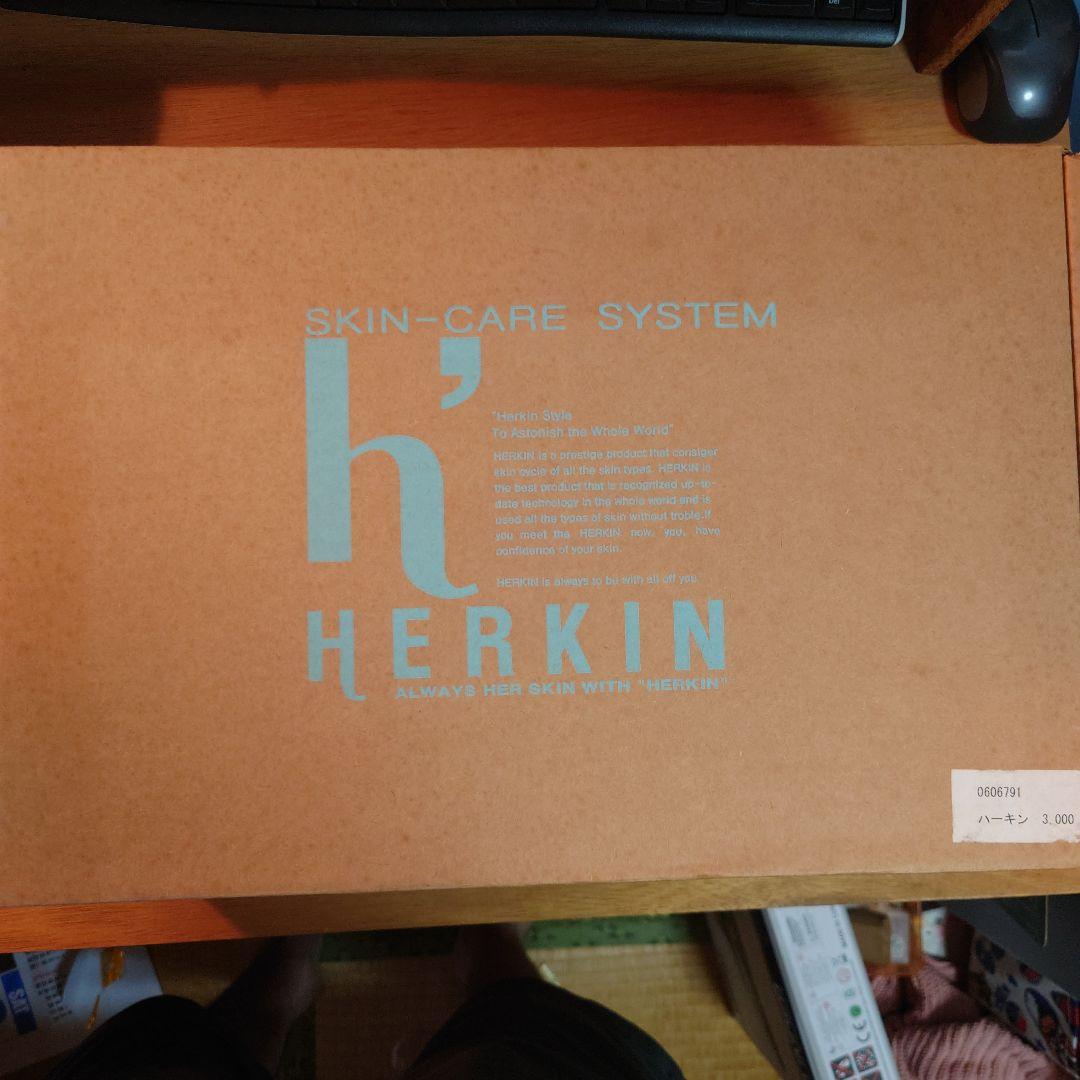 SKIN-CARE SYSTEM
h'
"Herkin Style
To Astonish the Whole World"
HERKIN is a prestige product that consiger
skin cycle of all the skin types. HERKIN is
the best product that is recognized up-to-
date technology in the whole world and is
used all the types of skin without troble.If
you meet the HERKIN now, you, have
confidence of your skin.
HERKIN is always to be with all off you.
HERKIN
ALWAYS HER SKIN WITH "HERKIN"
0606791
ハーキン 3,000